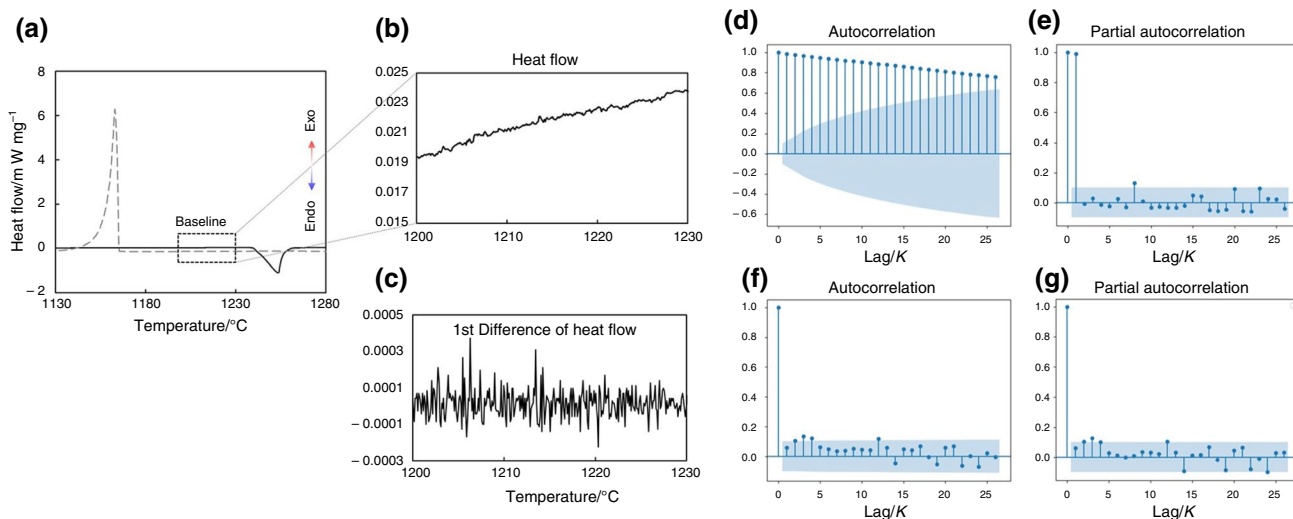 (a)
8
6
4
2
0
−2
Heat flow/m W mg−1
Exo
Endo
Baseline
1130 1180 1230 1280
Temperature/°C
(b)
Heat flow
0.025
0.023
0.021
0.019
0.017
0.015
1200 1210 1220 1230
(c)
0.0005
0.0003
0.0001
−0.0001
−0.0003
1st Difference of heat flow
1200 1210 1220 1230
Temperature/°C
(d)
Autocorrelation
1.0
0.8
0.6
0.4
0.2
0.0
−0.2
−0.4
−0.6
0 5 10 15 20 25
Lag/K
(e)
Partial autocorrelation
1.0
0.8
0.6
0.4
0.2
0.0
0 5 10 15 20 25
Lag/K
(f)
Autocorrelation
1.0
0.8
0.6
0.4
0.2
0.0
0 5 10 15 20 25
Lag/K
(g)
Partial autocorrelation
1.0
0.8
0.6
0.4
0.2
0.0
0 5 10 15 20 25
Lag/K